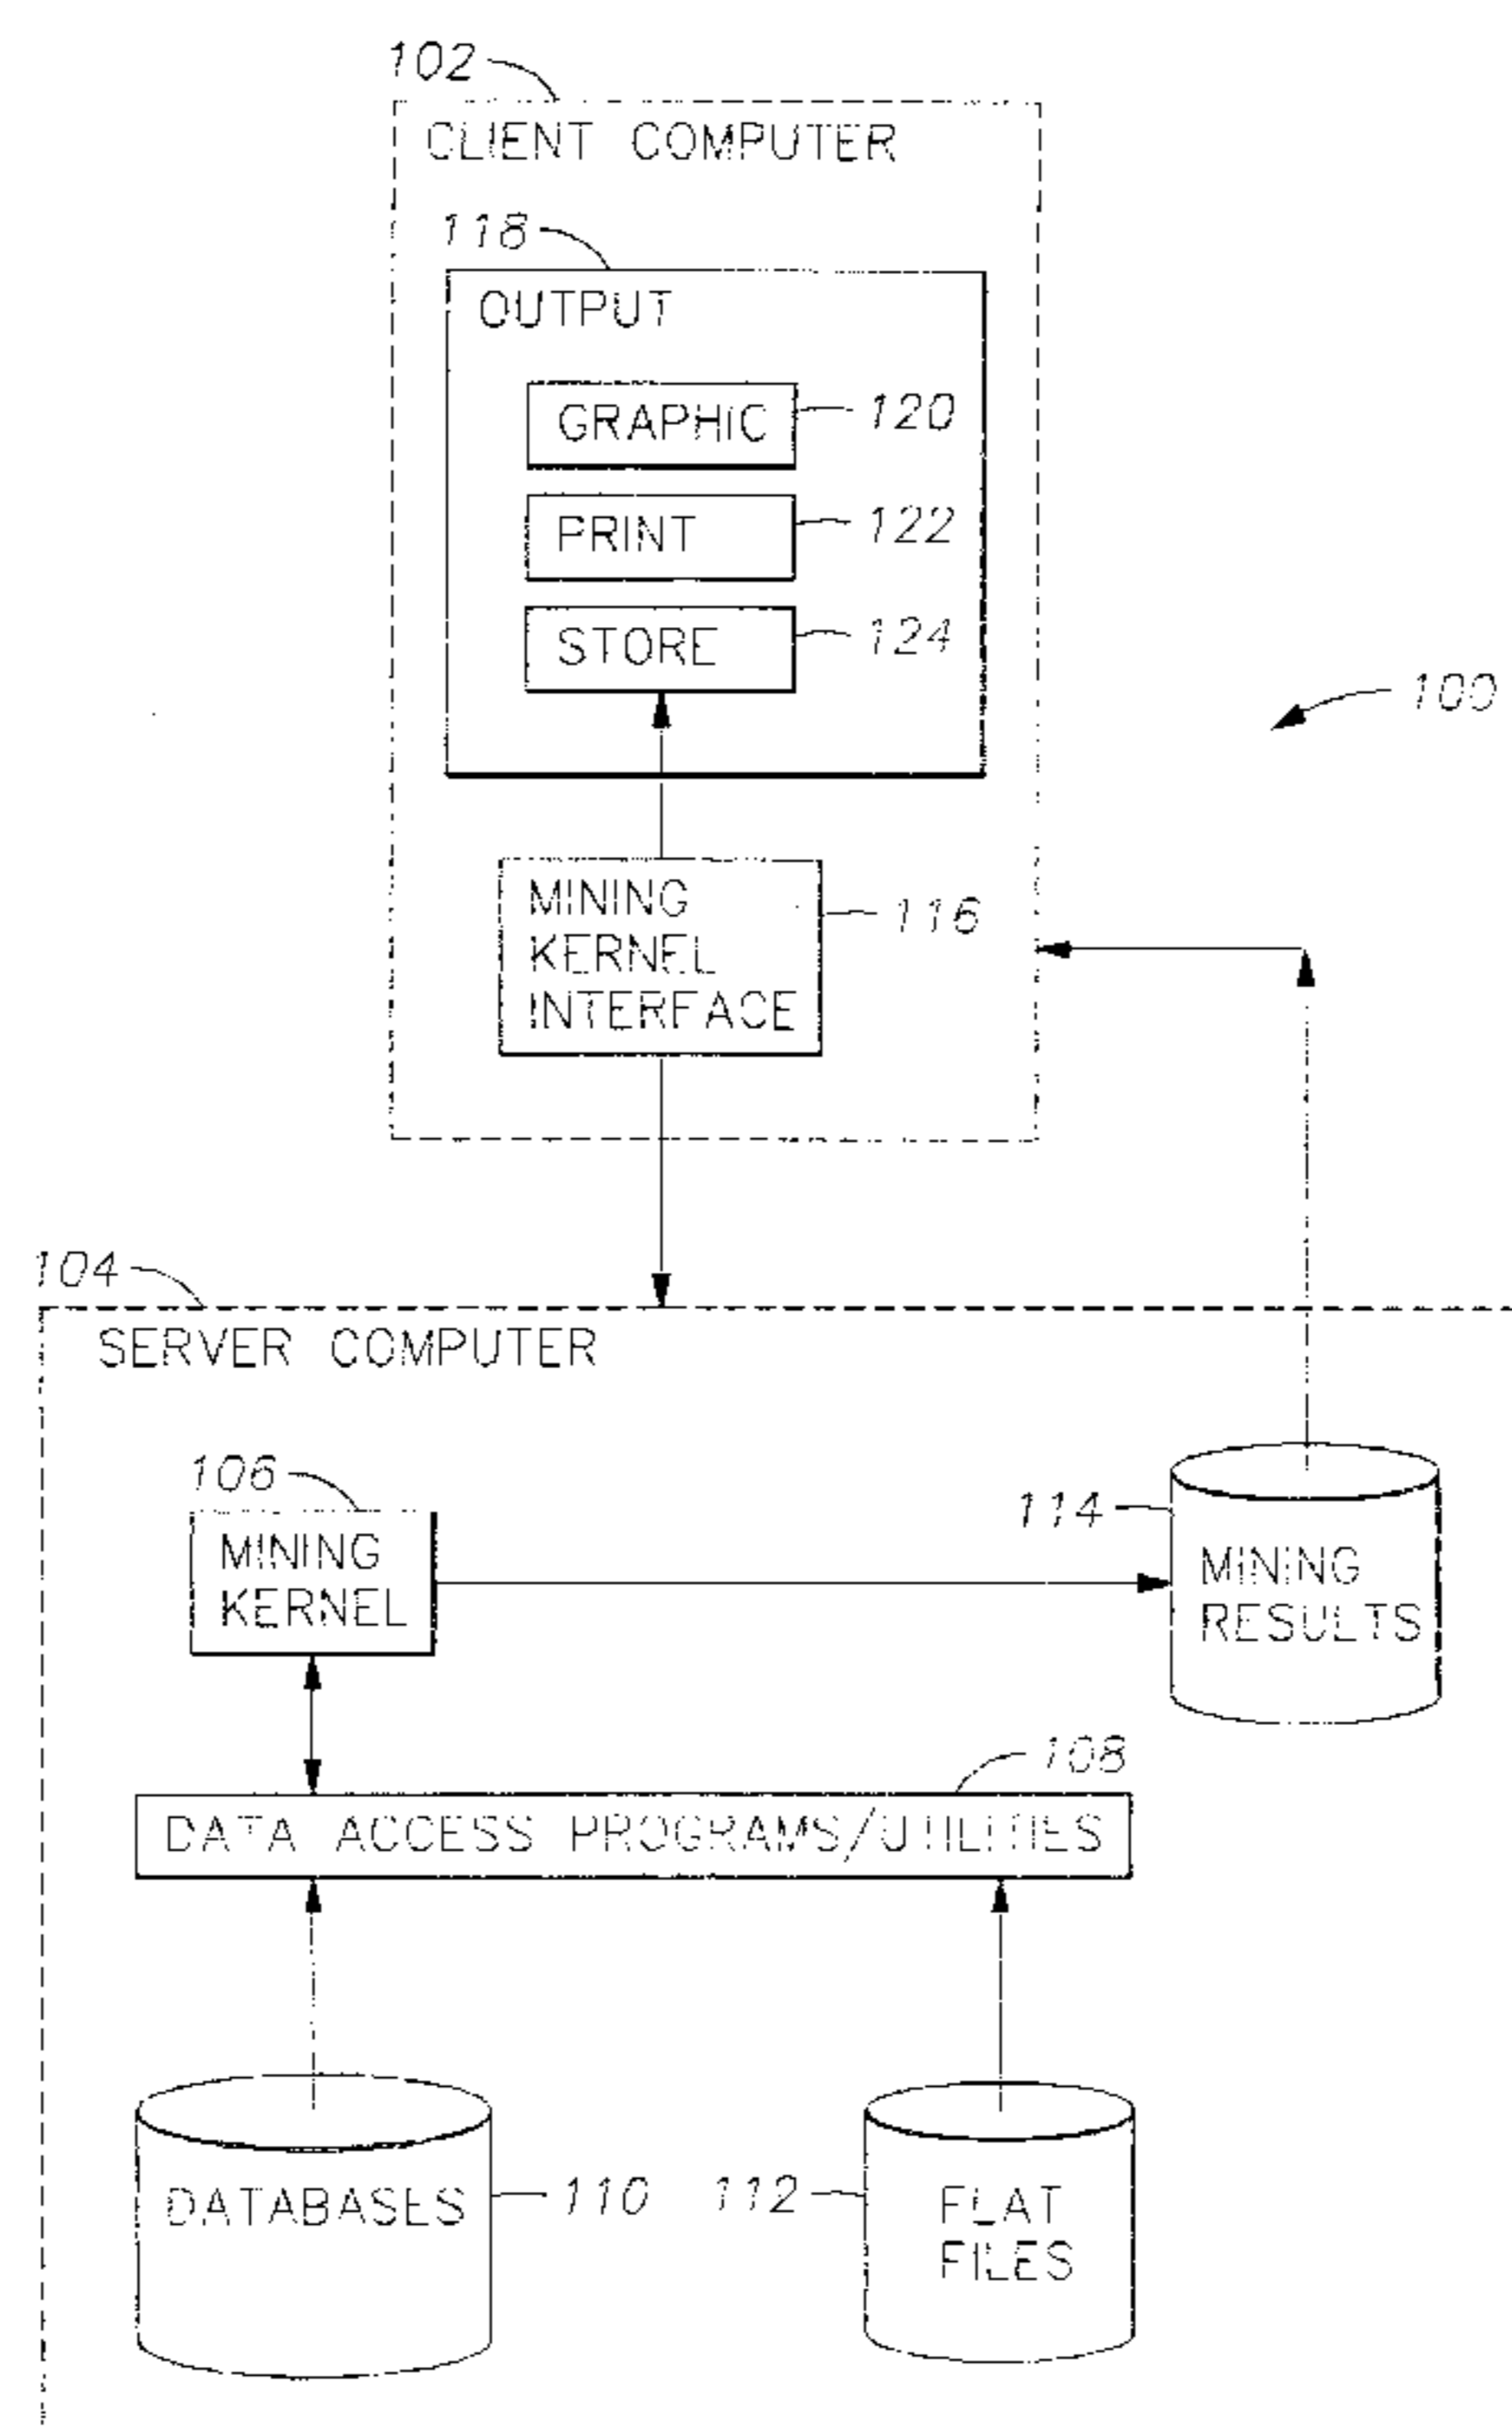 102
CLIENT COMPUTER
118
OUTPUT
GRAPHIC
120
PRINT
122
STORE
124
100
MINING
KERNEL
INTERFACE
116
104
SERVER COMPUTER
106
MINING
KERNEL
114
MINING
RESULTS
108
DATA ACCESS PROGRAMS/UTILITIES
DATABASES
110
112
FLAT
FILES